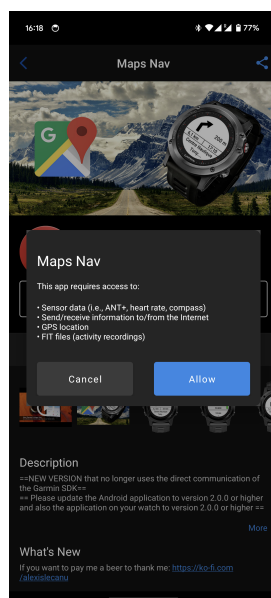 16:18
77%
Maps Nav
G
200 m
Maps Nav
This app requires access to:
• Sensor data (i.e., ANT+, heart rate, compass)
• Send/receive information to/from the Internet
• GPS location
• FIT files (activity recordings)
Cancel
Allow
Description
==NEW VERSION that no longer uses the direct communication of
the Garmin SDK==
== Please update the Android application to version 2.0.0 or higher
and also the application on your watch to version 2.0.0 or higher ==
More
What's New
If you want to pay me a beer to thank me: https://ko-fi.com
/alexislecanu